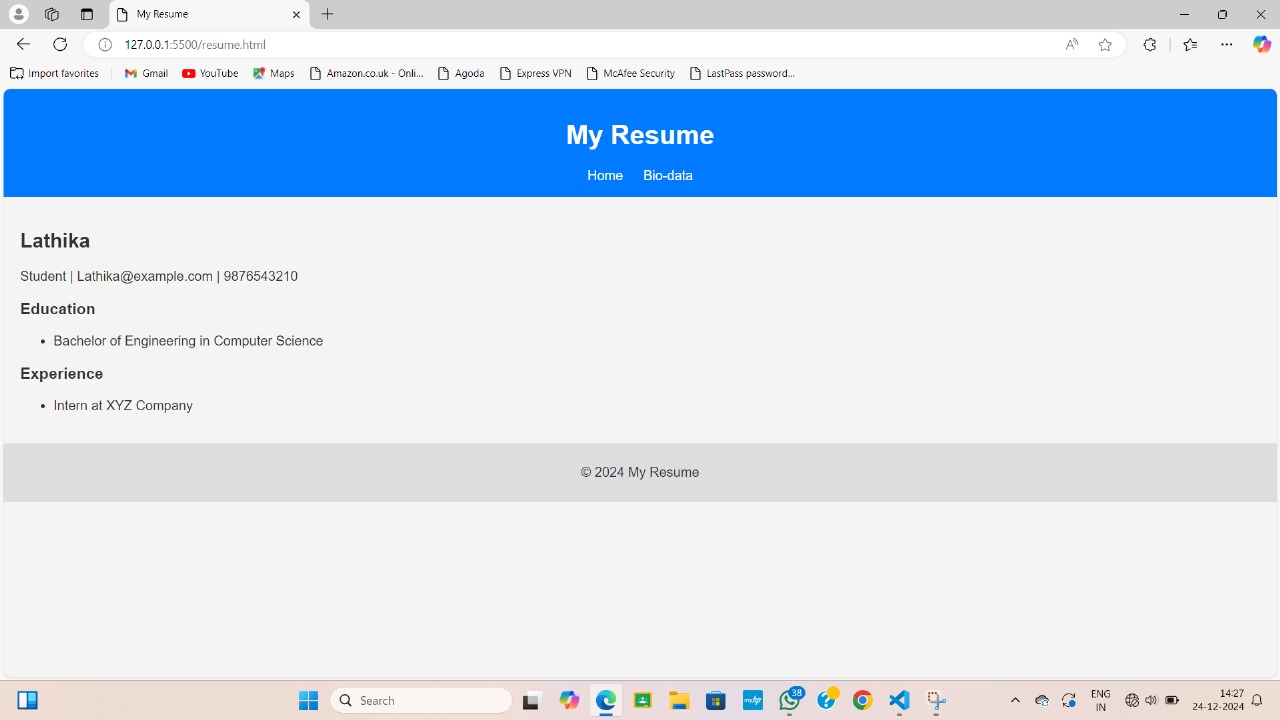 My Resume
127.0.0.1:5500/resume.html
Import favorites Gmail YouTube Maps Amazon.co.uk - Onli... Agoda Express VPN McAfee Security LastPass password...
My Resume
Home Bio-data
Lathika
Student | Lathika@example.com | 9876543210
Education
• Bachelor of Engineering in Computer Science
Experience
• Intern at XYZ Company
© 2024 My Resume
Search
38
ENG
IN
14:27
24-12-2024